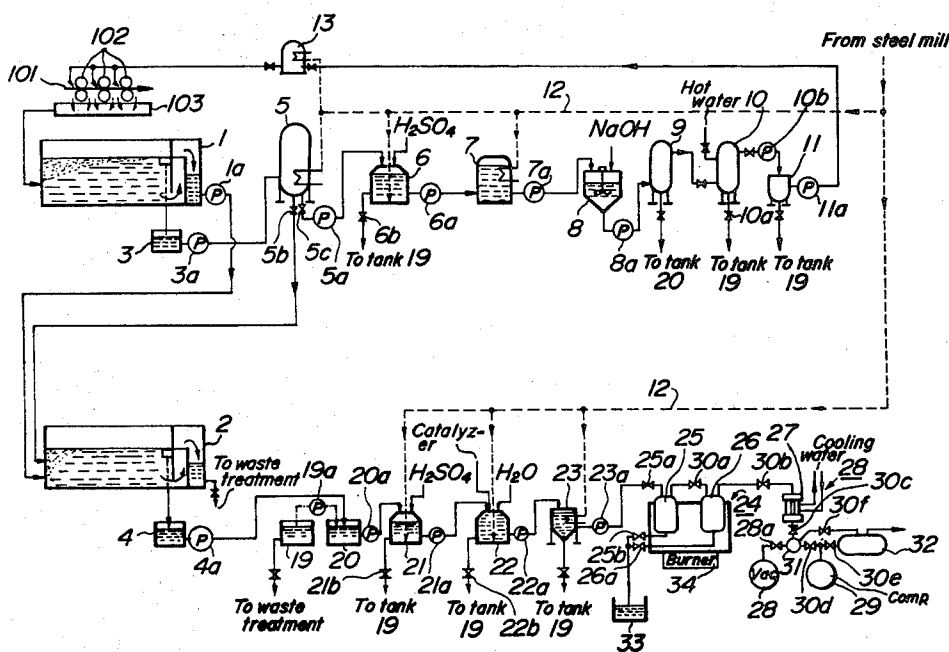 102
101
103
13
From steel mill
12
1
1a
3
3a
5
5b
5c
5a
P
H₂SO₄
6
6a
6b
To tank 19
7
7a
NaOH
8
8a
9
To tank 20
Hot water
10
10a
10b
To tank 19
11
11a
To tank 19
12
2
To waste treatment
4
4a
19a
19
20
20a
To waste treatment
H₂SO₄
21
21a
21b
To tank 19
Catalyz-
er
H₂O
22
22a
22b
To tank 19
23
23a
To tank 19
25a
25
30a
26
24
25b
26a
Burner
34
33
30b
27
Cooling water
28
30c
30f
28a
Vac
28
31
30d
29
Comp.
30e
32